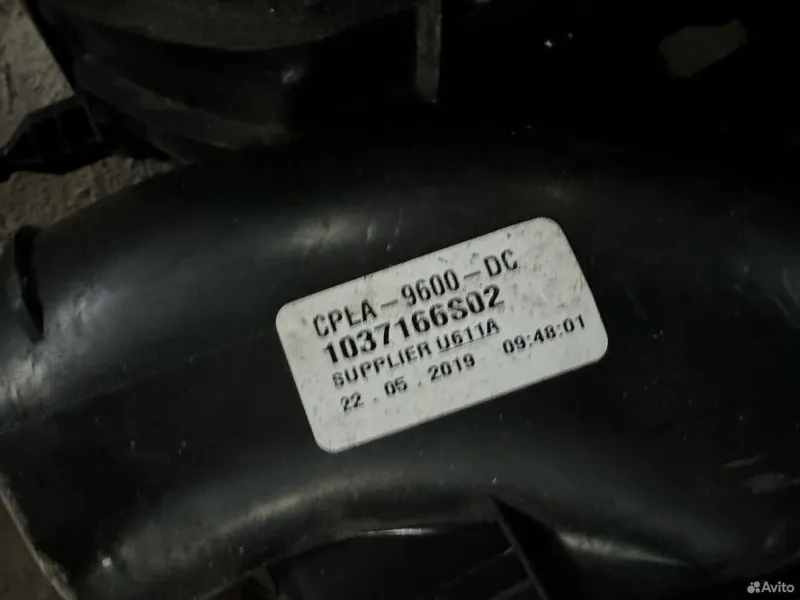 CPLA-9600-DC
1037166S02
SUPPLIER U611A
22.05.2019 09:48:01
Avito